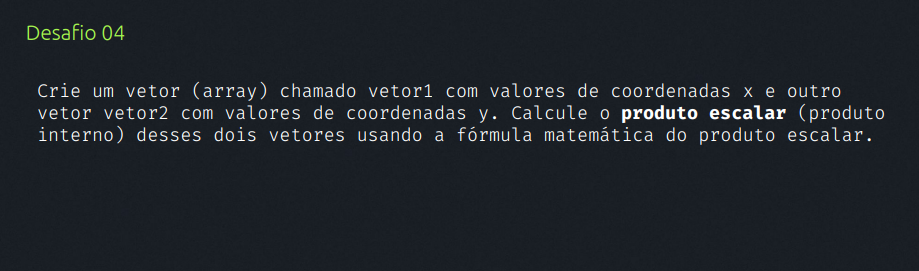 Desafio 04
Crie um vetor (array) chamado vetor1 com valores de coordenadas x e outro
vetor vetor2 com valores de coordenadas y. Calcule o produto escalar (produto
interno) desses dois vetores usando a fórmula matemática do produto escalar.